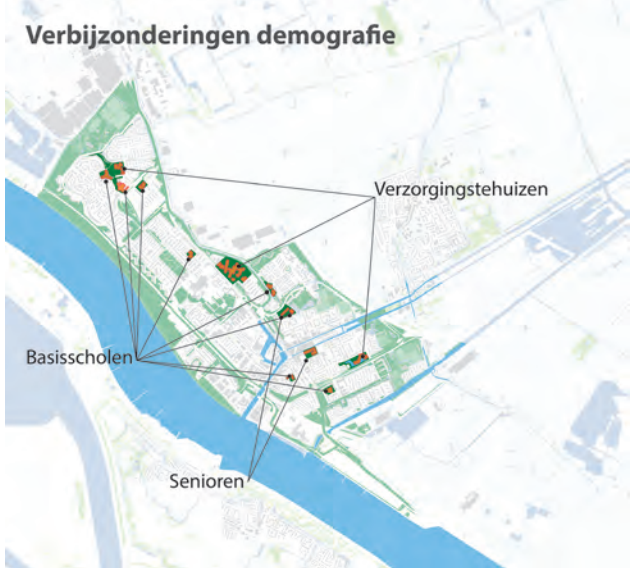 Verbijzonderingen demografie
Verzorgingstehuizen
Basisscholen
Senioren